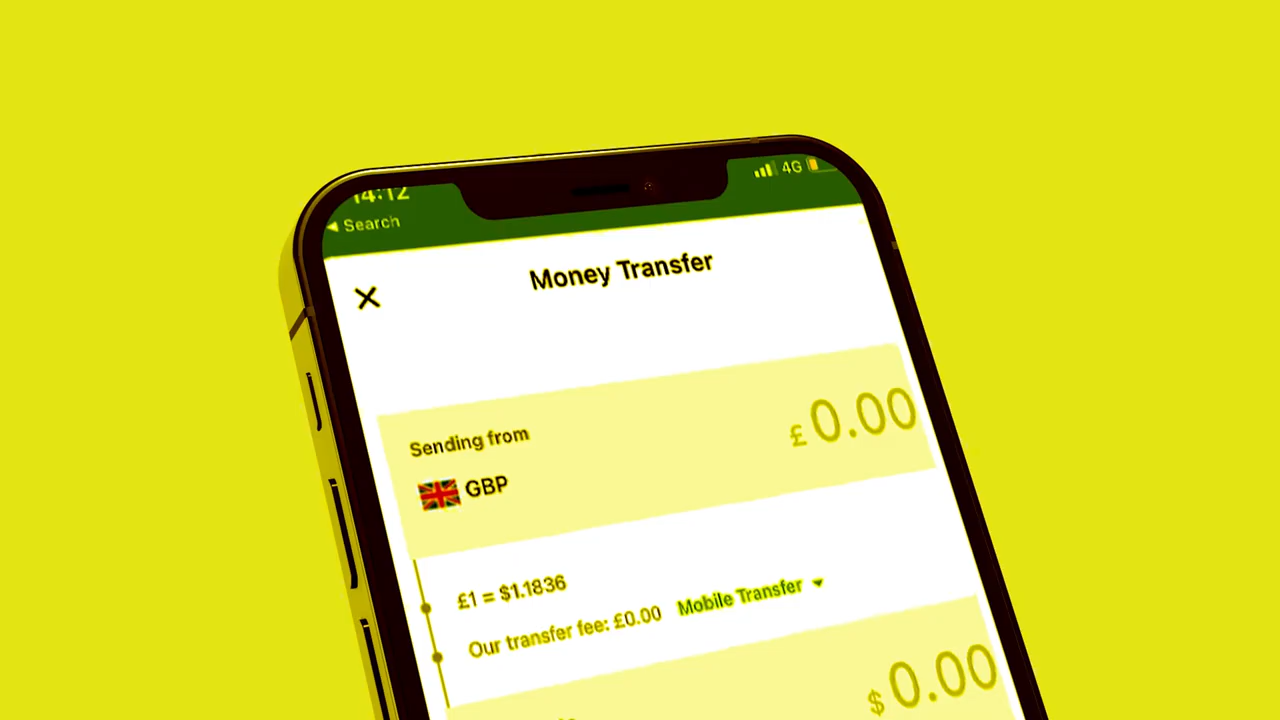 14:12
4G
◀ Search
Money Transfer
Sending from
£ 0.00
GBP
£1 = $1.1836
Our transfer fee: £0.00 Mobile Transfer
$ 0.00